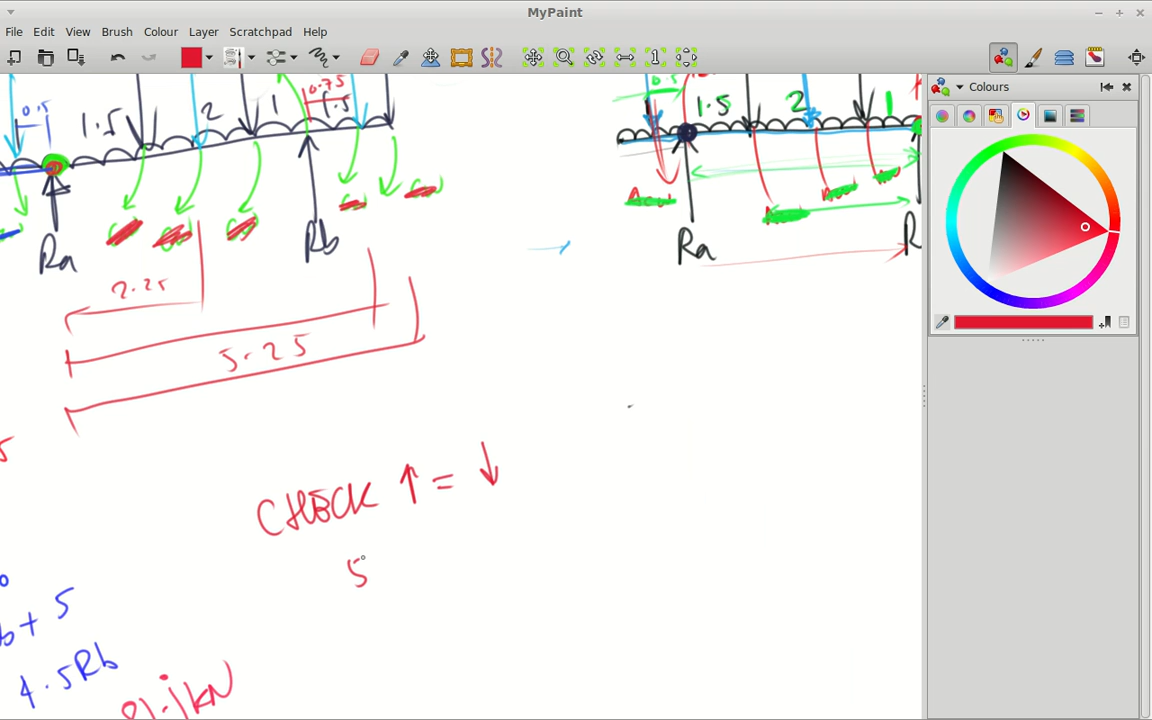 MyPaint
File Edit View Brush Colour Layer Scratchpad Help
Colours
0.5 1.5 2 1 0.75 1.5
1.5 2 1
Ra Rb
Ra R
2.25
5.25
CHECK ↑ = ↓
5
b + 5
4.5Rb
kN